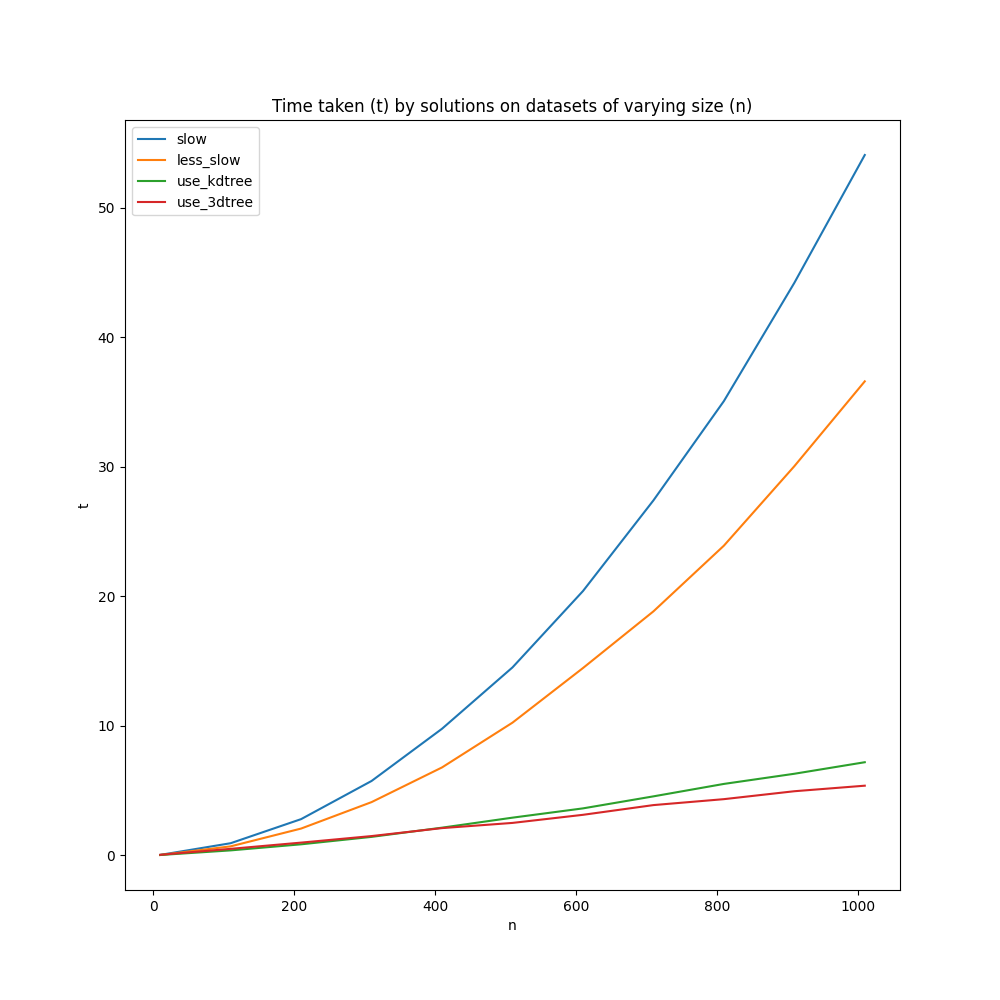 Time taken (t) by solutions on datasets of varying size (n)
slow
less_slow
use_kdtree
use_3dtree
50
40
30
20
10
0
t
0 200 400 600 800 1000
n